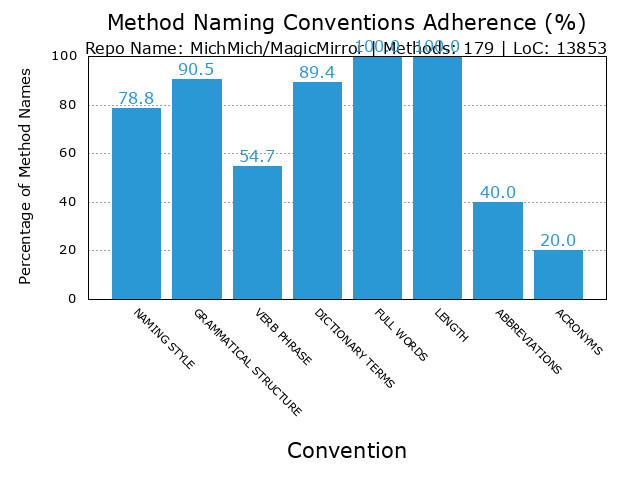 Method Naming Conventions Adherence (%)
Repo Name: MichMich/MagicMirror | Methods: 179 | LoC: 13853
Percentage of Method Names
100
80
60
40
20
0
78.8
90.5
54.7
89.4
100.0
100.0
40.0
20.0
NAMING STYLE
GRAMMATICAL STRUCTURE
VERB PHRASE
DICTIONARY TERMS
FULL WORDS
LENGTH
ABBREVIATIONS
ACRONYMS
Convention